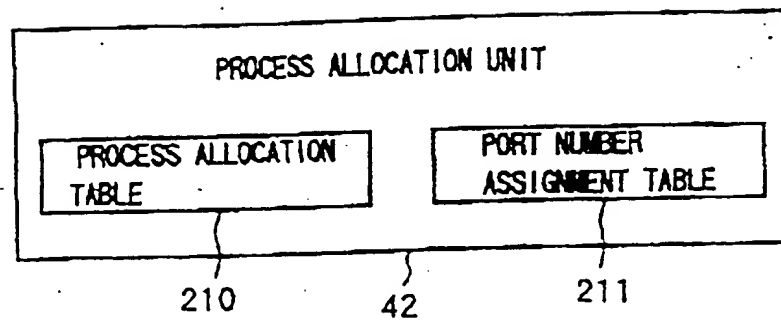 PROCESS ALLOCATION UNIT
PROCESS ALLOCATION
TABLE
PORT NUMBER
ASSIGNMENT TABLE
210
42
211